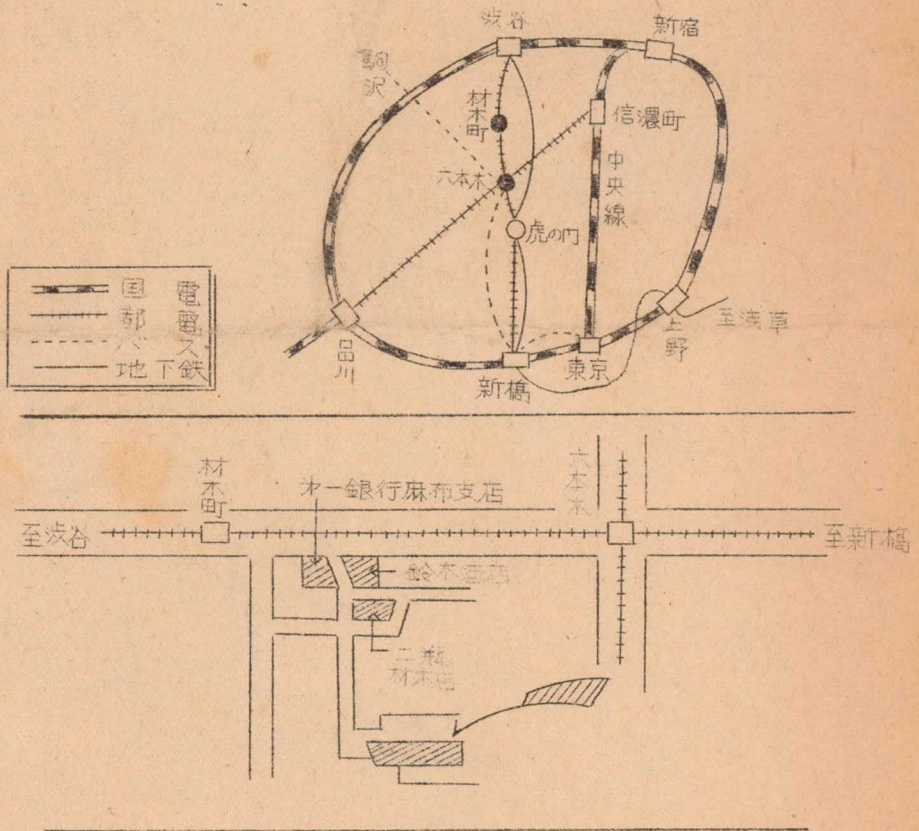 渋谷
新宿
駒沢
材木町
信濃町
六本木
中央線
虎の門
国電
都電
バス
地下鉄
品川
新橋
東京
上野
至浅草
材木町
才一銀行麻布支店
六本木
至渋谷
至新橋
鈴木
材木